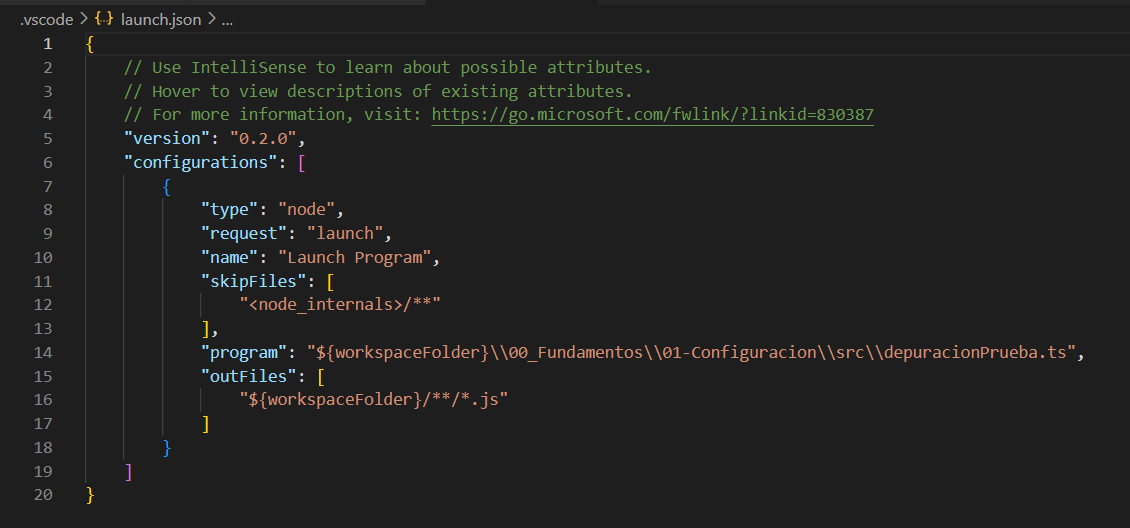 .vscode > {..} launch.json > ...
1 {
2 // Use IntelliSense to learn about possible attributes.
3 // Hover to view descriptions of existing attributes.
4 // For more information, visit: https://go.microsoft.com/fwlink/?linkid=830387
5 "version": "0.2.0",
6 "configurations": [
7 {
8 "type": "node",
9 "request": "launch",
10 "name": "Launch Program",
11 "skipFiles": [
12 "<node_internals>/**"
13 ],
14 "program": "${workspaceFolder}\\00_Fundamentos\\01-Configuracion\\src\\depuracionPrueba.ts",
15 "outFiles": [
16 "${workspaceFolder}/**/*.js"
17 ]
18 }
19 ]
20 }